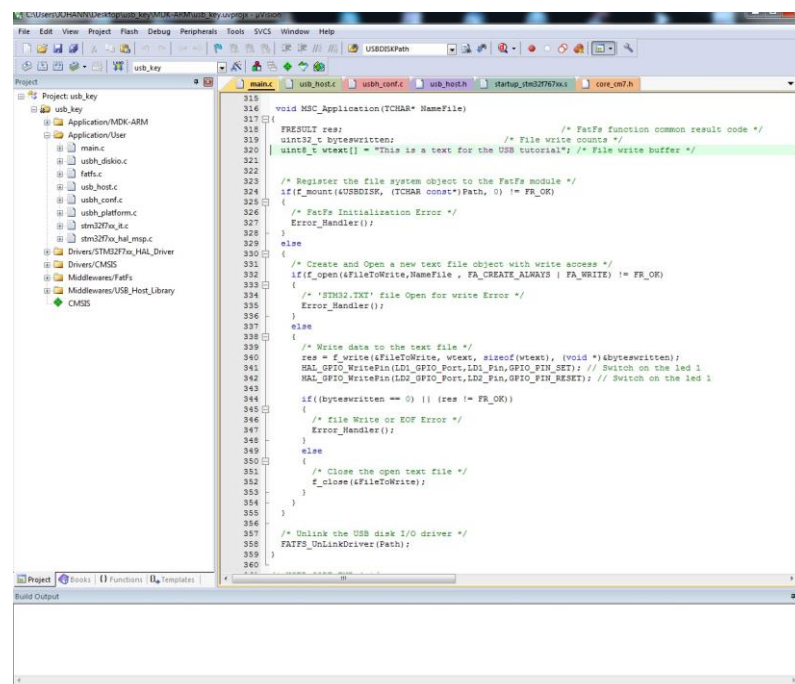 C:\Users\JOHANN\Desktop\usb_key\MDK-ARM\usb_key.uvprojx - µVision
File Edit View Project Flash Debug Peripherals Tools SVCS Window Help
USBDISKPath
usb_key
Project
main.c usb_host.c usbh_conf.c usb_host.h startup_stm32f767xx.s core_cm7.h
Project: usb_key
usb_key
Application/MDK-ARM
Application/User
main.c
usbh_diskio.c
fatfs.c
usb_host.c
usbh_conf.c
usbh_platform.c
stm32f7xx_it.c
stm32f7xx_hal_msp.c
Drivers/STM32F7xx_HAL_Driver
Drivers/CMSIS
Middlewares/FatFs
Middlewares/USB_Host_Library
CMSIS
315
316 void MSC_Application(TCHAR* NameFile)
317 {
318 FRESULT res; /* FatFs function common result code */
319 uint32_t byteswritten; /* File write counts */
320 uint8_t wtext[] = "This is a text for the USB tutorial"; /* File write buffer */
321
322
323 /* Register the file system object to the FatFs module */
324 if(f_mount(&USBDISK, (TCHAR const*)Path, 0) != FR_OK)
325 {
326 /* FatFs Initialization Error */
327 Error_Handler();
328 }
329 else
330 {
331 /* Create and Open a new text file object with write access */
332 if(f_open(&FileToWrite,NameFile , FA_CREATE_ALWAYS | FA_WRITE) != FR_OK)
333 {
334 /* 'STM32.TXT' file Open for write Error */
335 Error_Handler();
336 }
337 else
338 {
339 /* Write data to the text file */
340 res = f_write(&FileToWrite, wtext, sizeof(wtext), (void *)&byteswritten);
341 HAL_GPIO_WritePin(LD1_GPIO_Port,LD1_Pin,GPIO_PIN_SET); // Switch on the led 1
342 HAL_GPIO_WritePin(LD2_GPIO_Port,LD2_Pin,GPIO_PIN_RESET); // Switch on the led 1
343
344 if((byteswritten == 0) || (res != FR_OK))
345 {
346 /* file Write or EOF Error */
347 Error_Handler();
348 }
349 else
350 {
351 /* Close the open text file */
352 f_close(&FileToWrite);
353 }
354 }
355 }
356
357 /* Unlink the USB disk I/O driver */
358 FATFS_UnLinkDriver(Path);
359 }
360
Project Books {} Functions Templates
Build Output